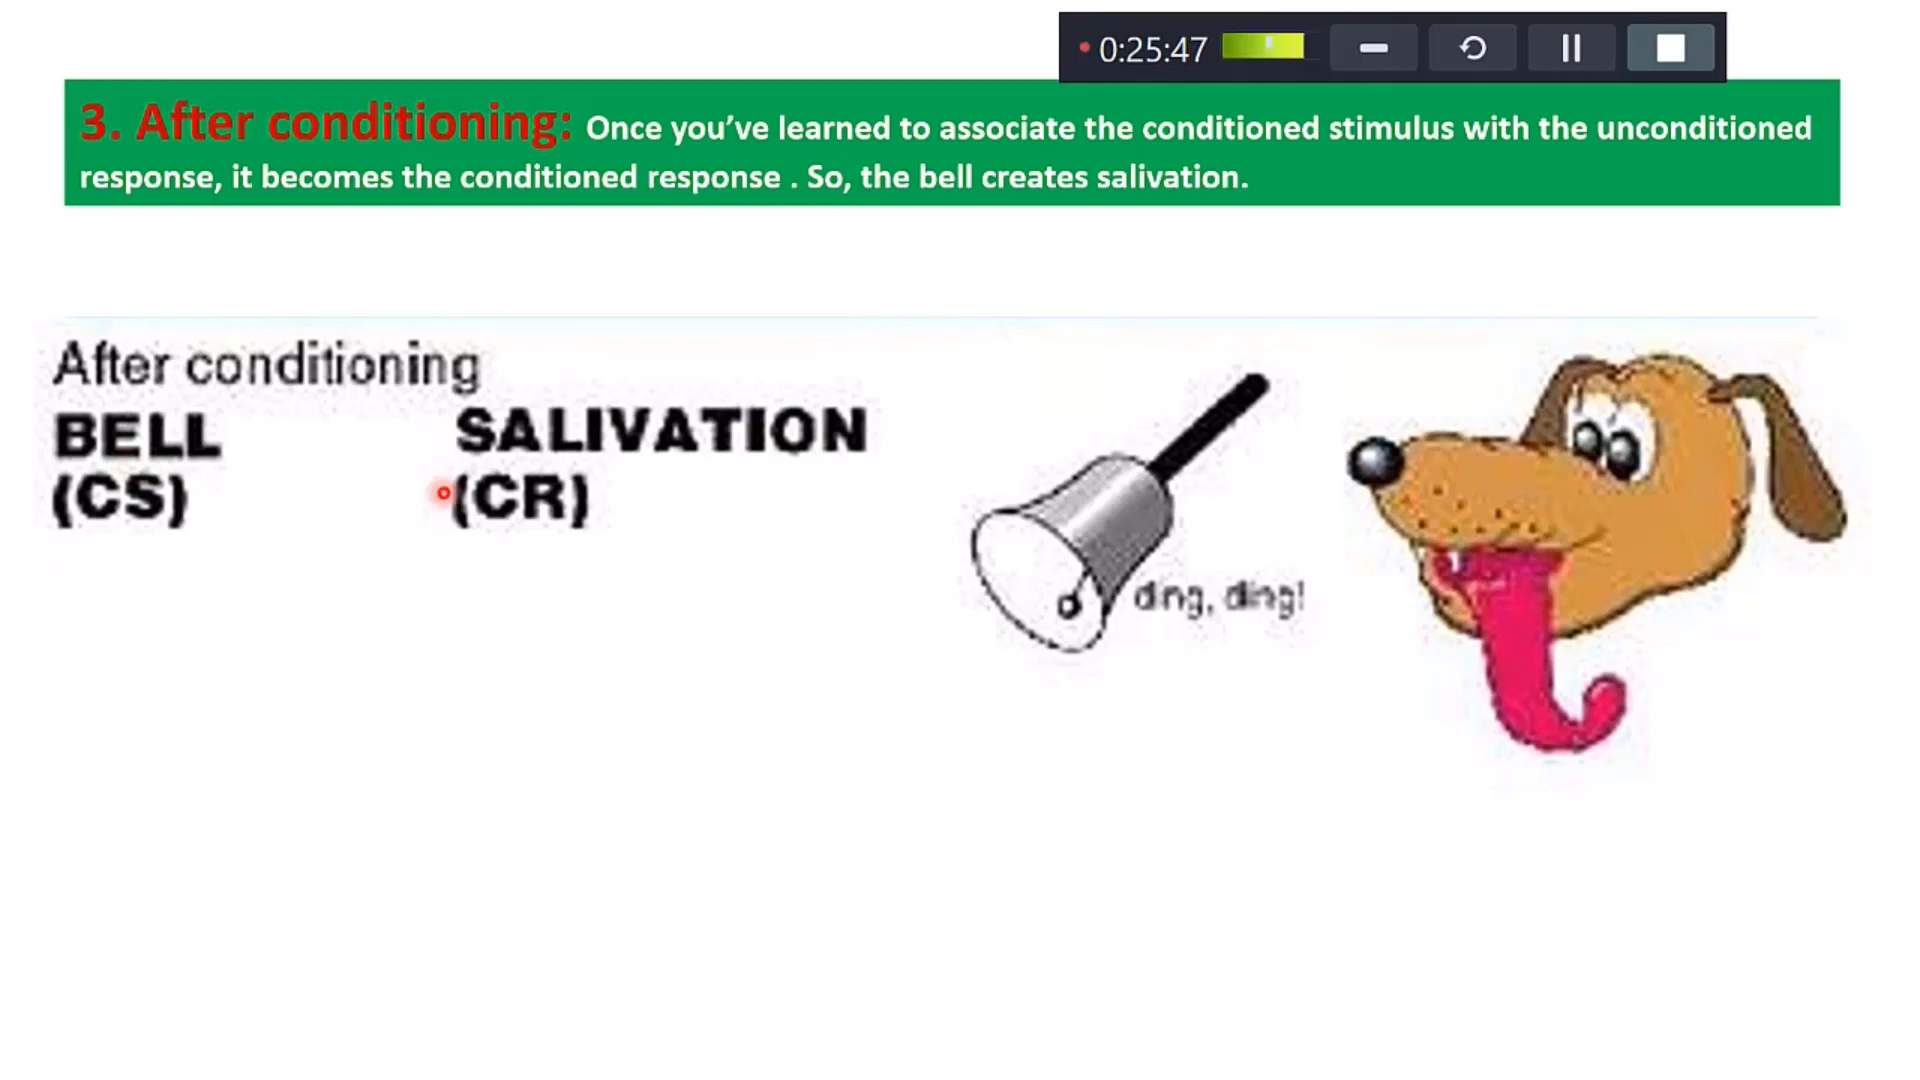 0:25:47
3. After conditioning: Once you’ve learned to associate the conditioned stimulus with the unconditioned
response, it becomes the conditioned response . So, the bell creates salivation.
After conditioning
BELL SALIVATION
(CS) (CR)
ding, ding!